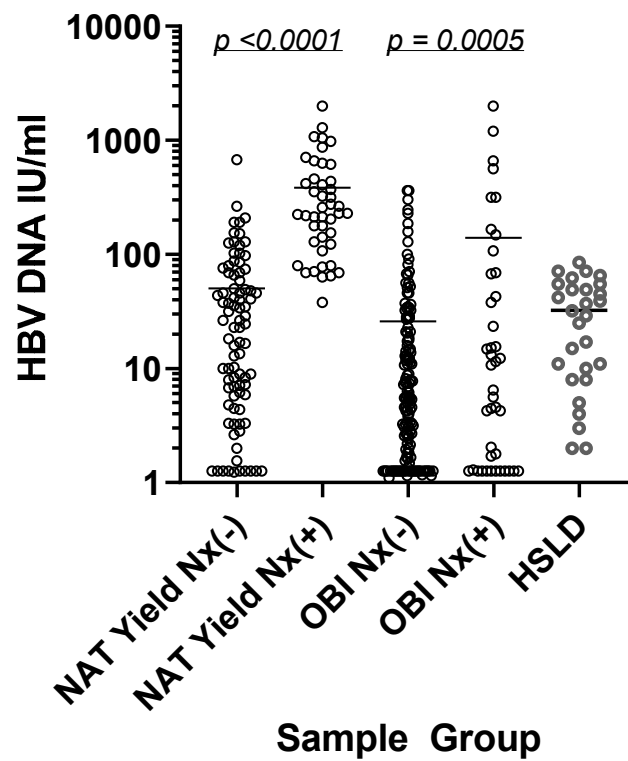 10000
p <0.0001 p = 0.0005
1000
100
10
1
HBV DNA IU/ml
NAT Yield Nx(-)
NAT Yield Nx(+)
OBI Nx(-)
OBI Nx(+)
HSLD
Sample Group